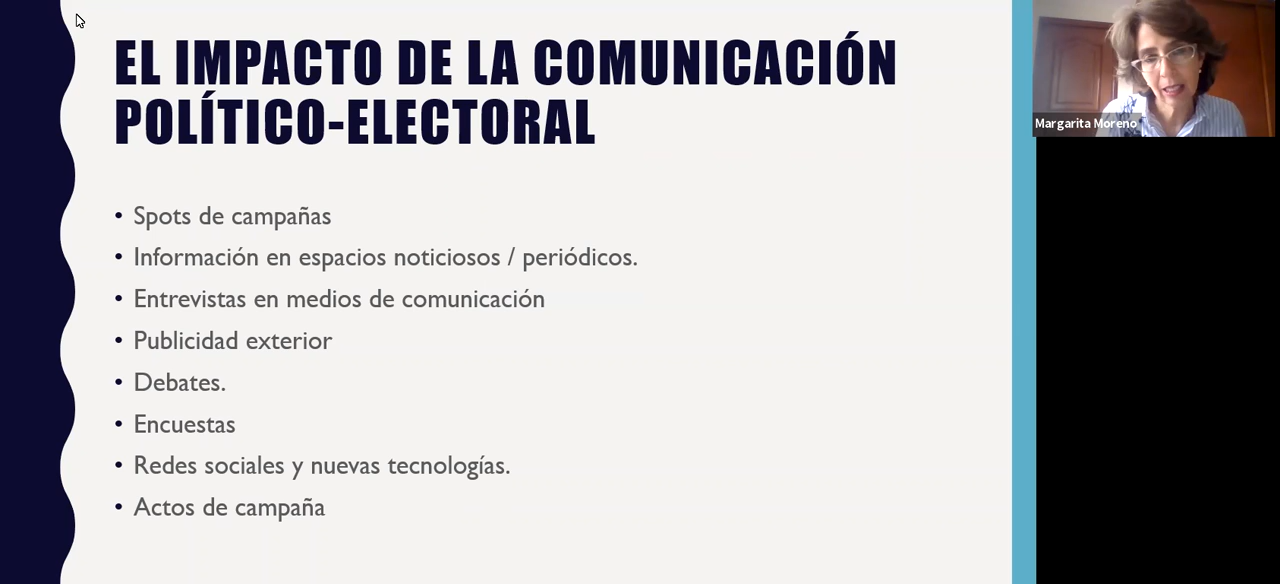 EL IMPACTO DE LA COMUNICACIÓN
POLÍTICO-ELECTORAL
• Spots de campañas
• Información en espacios noticiosos / periódicos.
• Entrevistas en medios de comunicación
• Publicidad exterior
• Debates.
• Encuestas
• Redes sociales y nuevas tecnologías.
• Actos de campaña
Margarita Moreno